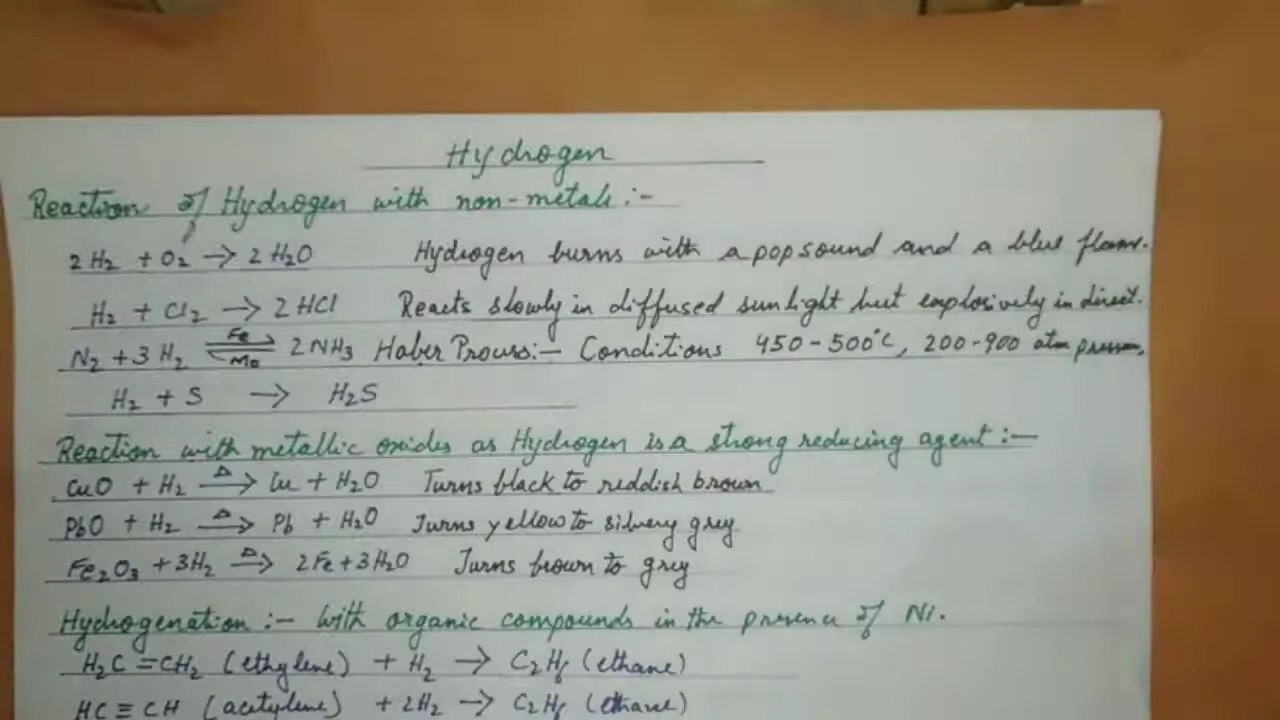 Hydrogen
Reaction of Hydrogen with non-metals :-
2H₂ + O₂ → 2H₂O Hydrogen burns with a pop sound and a blue flame.
H₂ + Cl₂ → 2HCl Reacts slowly in diffused sunlight but explosively in direct.
N₂ + 3H₂ ⇌ 2NH₃ Fe Mo Haber Process:- Conditions 450-500°C, 200-900 atm pressure.
H₂ + S → H₂S
Reaction with metallic oxides as Hydrogen is a strong reducing agent :-
CuO + H₂ –Δ→ Cu + H₂O Turns black to reddish brown
PbO + H₂ –Δ→ Pb + H₂O Turns yellow to silvery grey
Fe₂O₃ + 3H₂ –Δ→ 2Fe + 3H₂O Turns brown to grey
Hydrogenation :- With organic compounds in the presence of Ni.
H₂C=CH₂ (ethylene) + H₂ → C₂H₆ (ethane)
HC≡CH (acetylene) + 2H₂ → C₂H₆ (ethane)